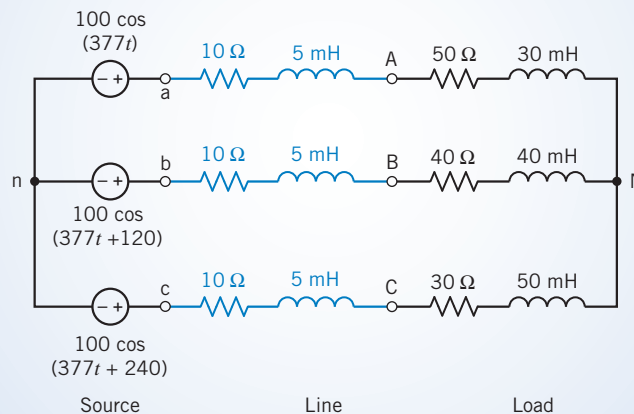 100 cos
(377t)
10 Ω
5 mH
A
50 Ω
30 mH
− +
a
10 Ω
5 mH
40 Ω
40 mH
b
B
n
− +
N
100 cos
(377t +120)
10 Ω
5 mH
30 Ω
50 mH
c
C
− +
100 cos
(377t + 240)
Source
Line
Load